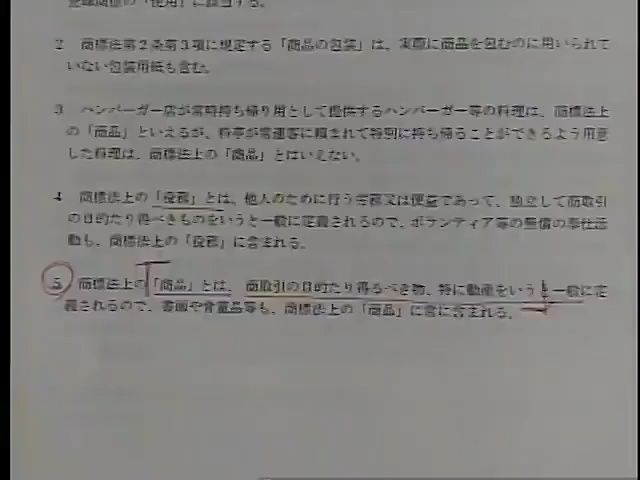 登録商標の「使用」に該当する。
2 商標法第2条第3項に規定する「商品の包装」は、実際に商品を包むのに用いられて
いない包装用紙も含む。
3 ハンバーガー店が常時持ち帰り用として提供するハンバーガー等の料理は、商標法上
の「商品」といえるが、料亭が常連客に頼まれて特別に持ち帰ることができるよう用意
した料理は、商標法上の「商品」とはいえない。
4 商標法上の「役務」とは、他人のために行う労務又は便益であって、独立して商取引
の目的たり得べきものをいうと一般に定義されるので、ボランティア等の無償の奉仕活
動も、商標法上の「役務」に含まれる。
5 商標法上の「商品」とは、商取引の目的たり得るべき物、特に動産をいうと一般に定
義されるので、書画や骨董品等も、商標法上の「商品」に常に含まれる。